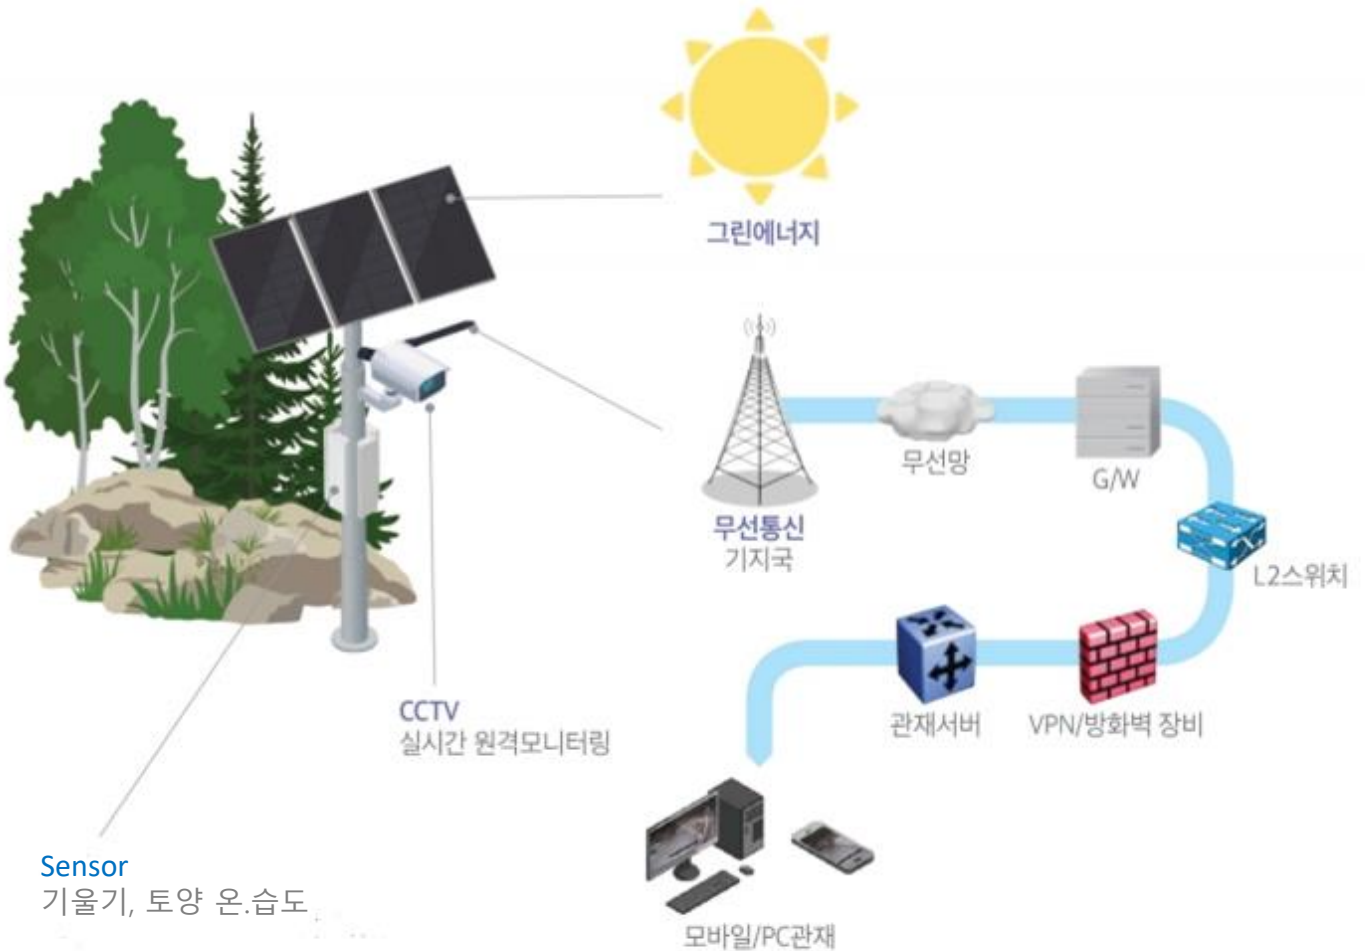 그린에너지
무선망
G/W
무선통신
기지국
L2스위치
관재서버
VPN/방화벽 장비
CCTV
실시간 원격모니터링
Sensor
기울기, 토양 온.습도
모바일/PC관재